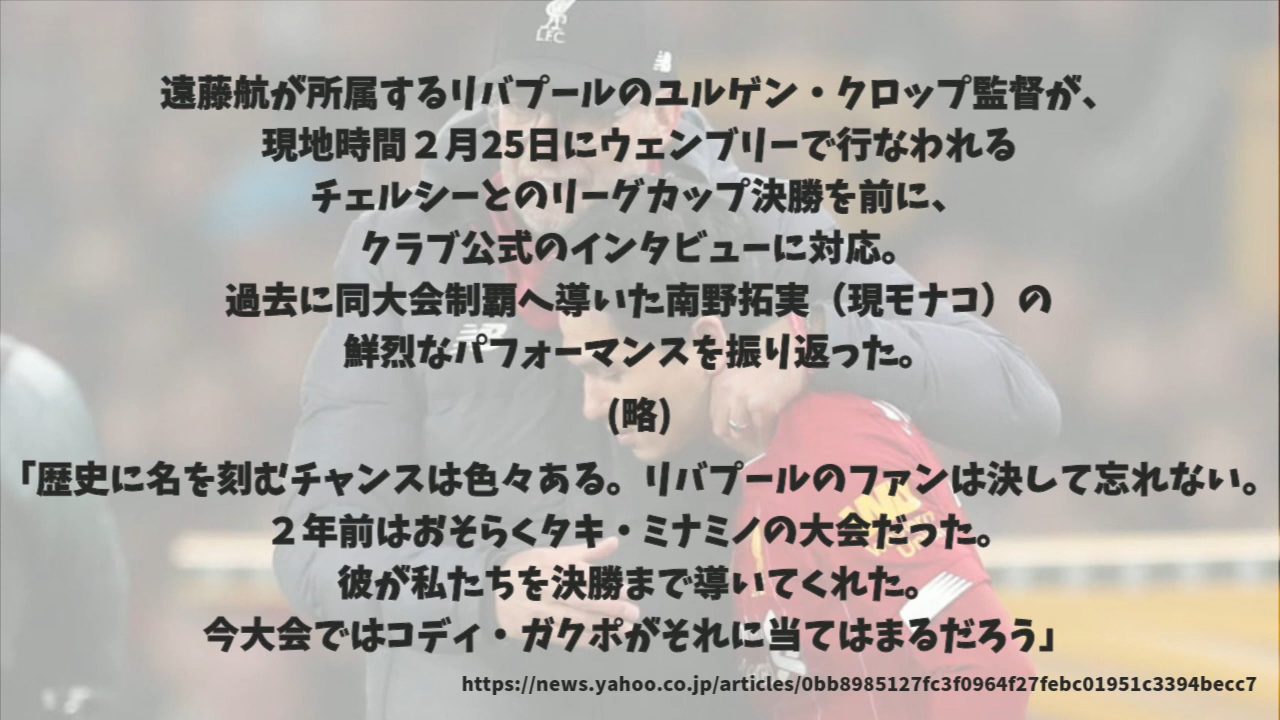 LFC
遠藤航が所属するリバプールのユルゲン・クロップ監督が、
現地時間２月25日にウェンブリーで行なわれる
チェルシーとのリーグカップ決勝を前に、
クラブ公式のインタビューに対応。
過去に同大会制覇へ導いた南野拓実（現モナコ）の
鮮烈なパフォーマンスを振り返った。
(略)
「歴史に名を刻むチャンスは色々ある。リバプールのファンは決して忘れない。
２年前はおそらくタキ・ミナミノの大会だった。
彼が私たちを決勝まで導いてくれた。
今大会ではコディ・ガクポがそれに当てはまるだろう」
https://news.yahoo.co.jp/articles/0bb8985127fc3f0964f27febc01951c3394becc7